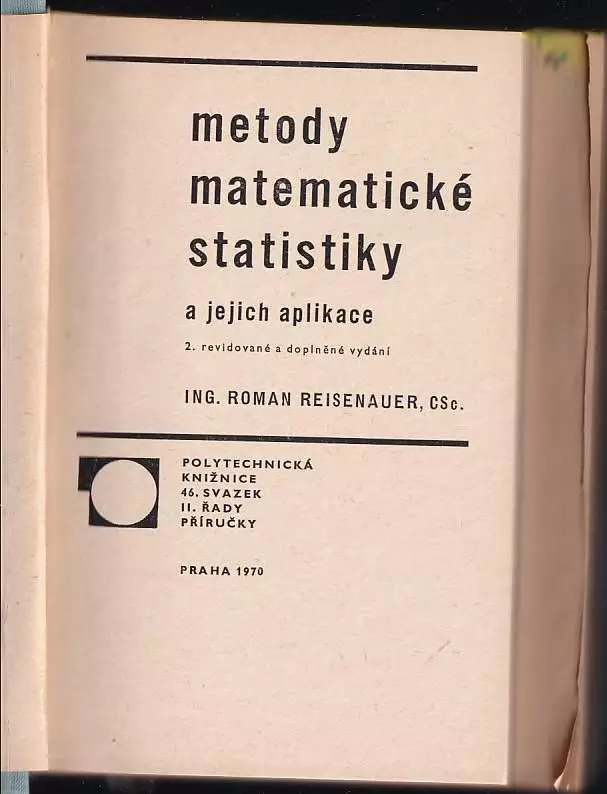 metody
matematické
statistiky
a jejich aplikace
2. revidované a doplněné vydání
ING. ROMAN REISENAUER, CSc.
POLYTECHNICKÁ
KNIŽNICE
46. SVAZEK
II. ŘADY
PŘÍRUČKY
PRAHA 1970